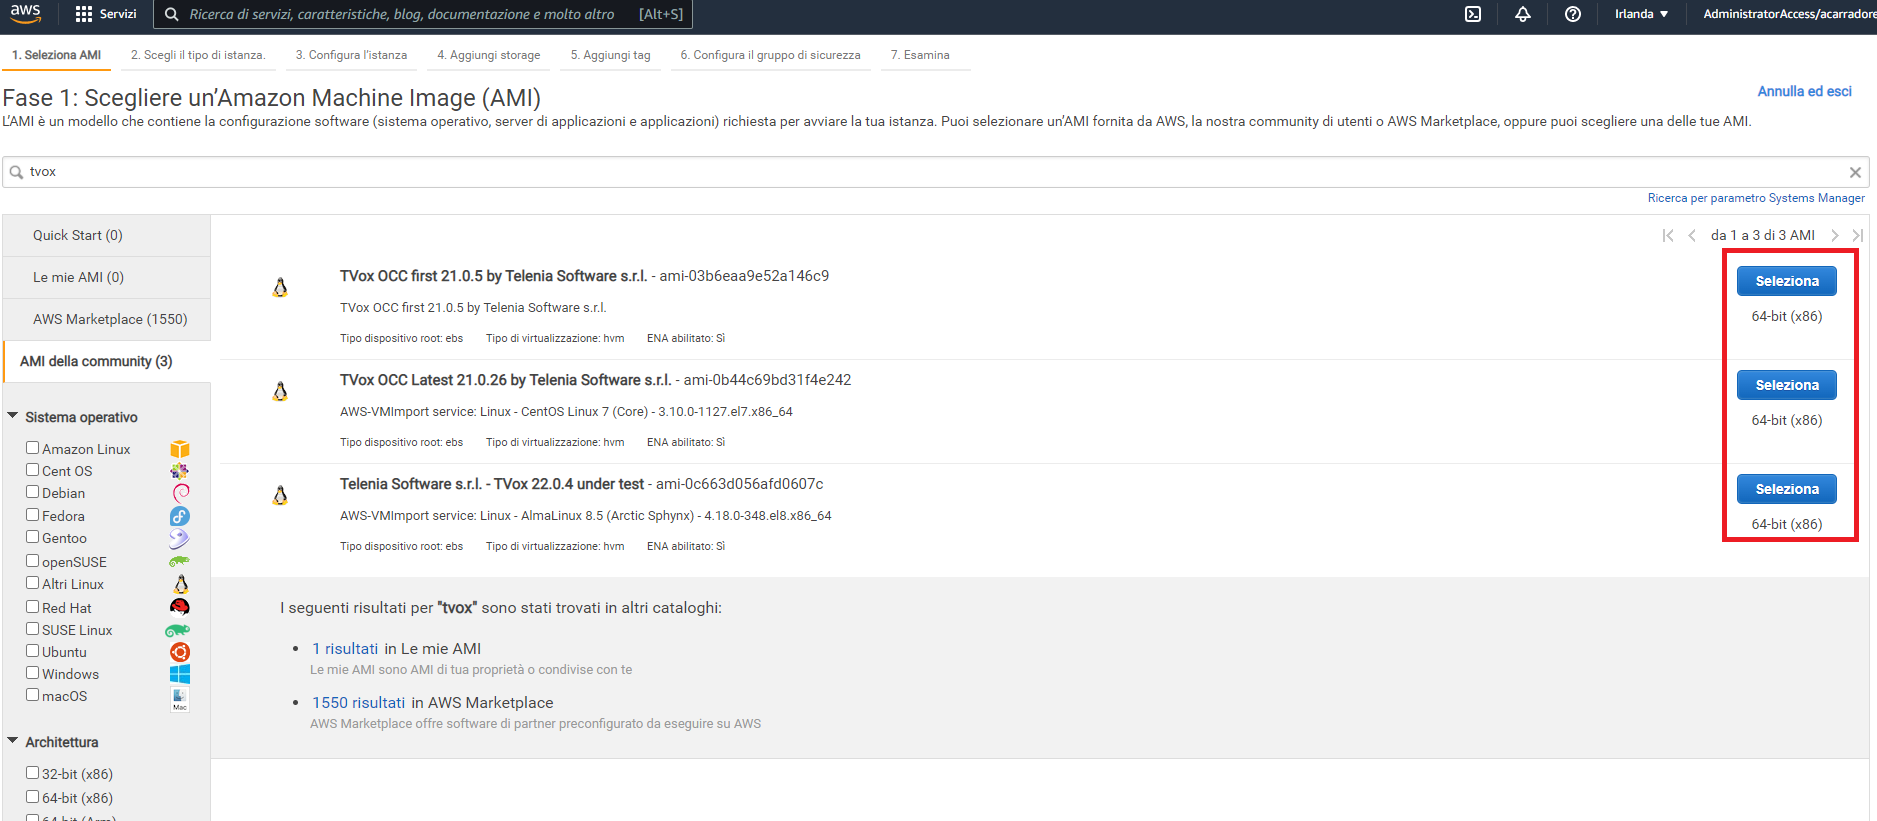 aws Servizi Ricerca di servizi, caratteristiche, blog, documentazione e molto altro [Alt+S] Irlanda AdministratorAccess/acarradore
1. Seleziona AMI 2. Scegli il tipo di istanza. 3. Configura l'istanza 4. Aggiungi storage 5. Aggiungi tag 6. Configura il gruppo di sicurezza 7. Esamina
Fase 1: Scegliere un'Amazon Machine Image (AMI)
Annulla ed esci
L'AMI è un modello che contiene la configurazione software (sistema operativo, server di applicazioni e applicazioni) richiesta per avviare la tua istanza. Puoi selezionare un'AMI fornita da AWS, la nostra community di utenti o AWS Marketplace, oppure puoi scegliere una delle tue AMI.
tvox
Ricerca per parametro Systems Manager
Quick Start (0)
Le mie AMI (0)
AWS Marketplace (1550)
AMI della community (3)
Sistema operativo
Amazon Linux
Cent OS
Debian
Fedora
Gentoo
openSUSE
Altri Linux
Red Hat
SUSE Linux
Ubuntu
Windows
macOS
Mac
Architettura
32-bit (x86)
64-bit (x86)
64-bit (Arm)
da 1 a 3 di 3 AMI
TVox OCC first 21.0.5 by Telenia Software s.r.l. - ami-03b6eaa9e52a146c9
TVox OCC first 21.0.5 by Telenia Software s.r.l.
Tipo dispositivo root: ebs Tipo di virtualizzazione: hvm ENA abilitato: Sì
Seleziona
64-bit (x86)
TVox OCC Latest 21.0.26 by Telenia Software s.r.l. - ami-0b44c69bd31f4e242
AWS-VMImport service: Linux - CentOS Linux 7 (Core) - 3.10.0-1127.el7.x86_64
Tipo dispositivo root: ebs Tipo di virtualizzazione: hvm ENA abilitato: Sì
Seleziona
64-bit (x86)
Telenia Software s.r.l. - TVox 22.0.4 under test - ami-0c663d056afd0607c
AWS-VMImport service: Linux - AlmaLinux 8.5 (Arctic Sphynx) - 4.18.0-348.el8.x86_64
Tipo dispositivo root: ebs Tipo di virtualizzazione: hvm ENA abilitato: Sì
Seleziona
64-bit (x86)
I seguenti risultati per "tvox" sono stati trovati in altri cataloghi:
• 1 risultati in Le mie AMI
Le mie AMI sono AMI di tua proprietà o condivise con te
• 1550 risultati in AWS Marketplace
AWS Marketplace offre software di partner preconfigurato da eseguire su AWS